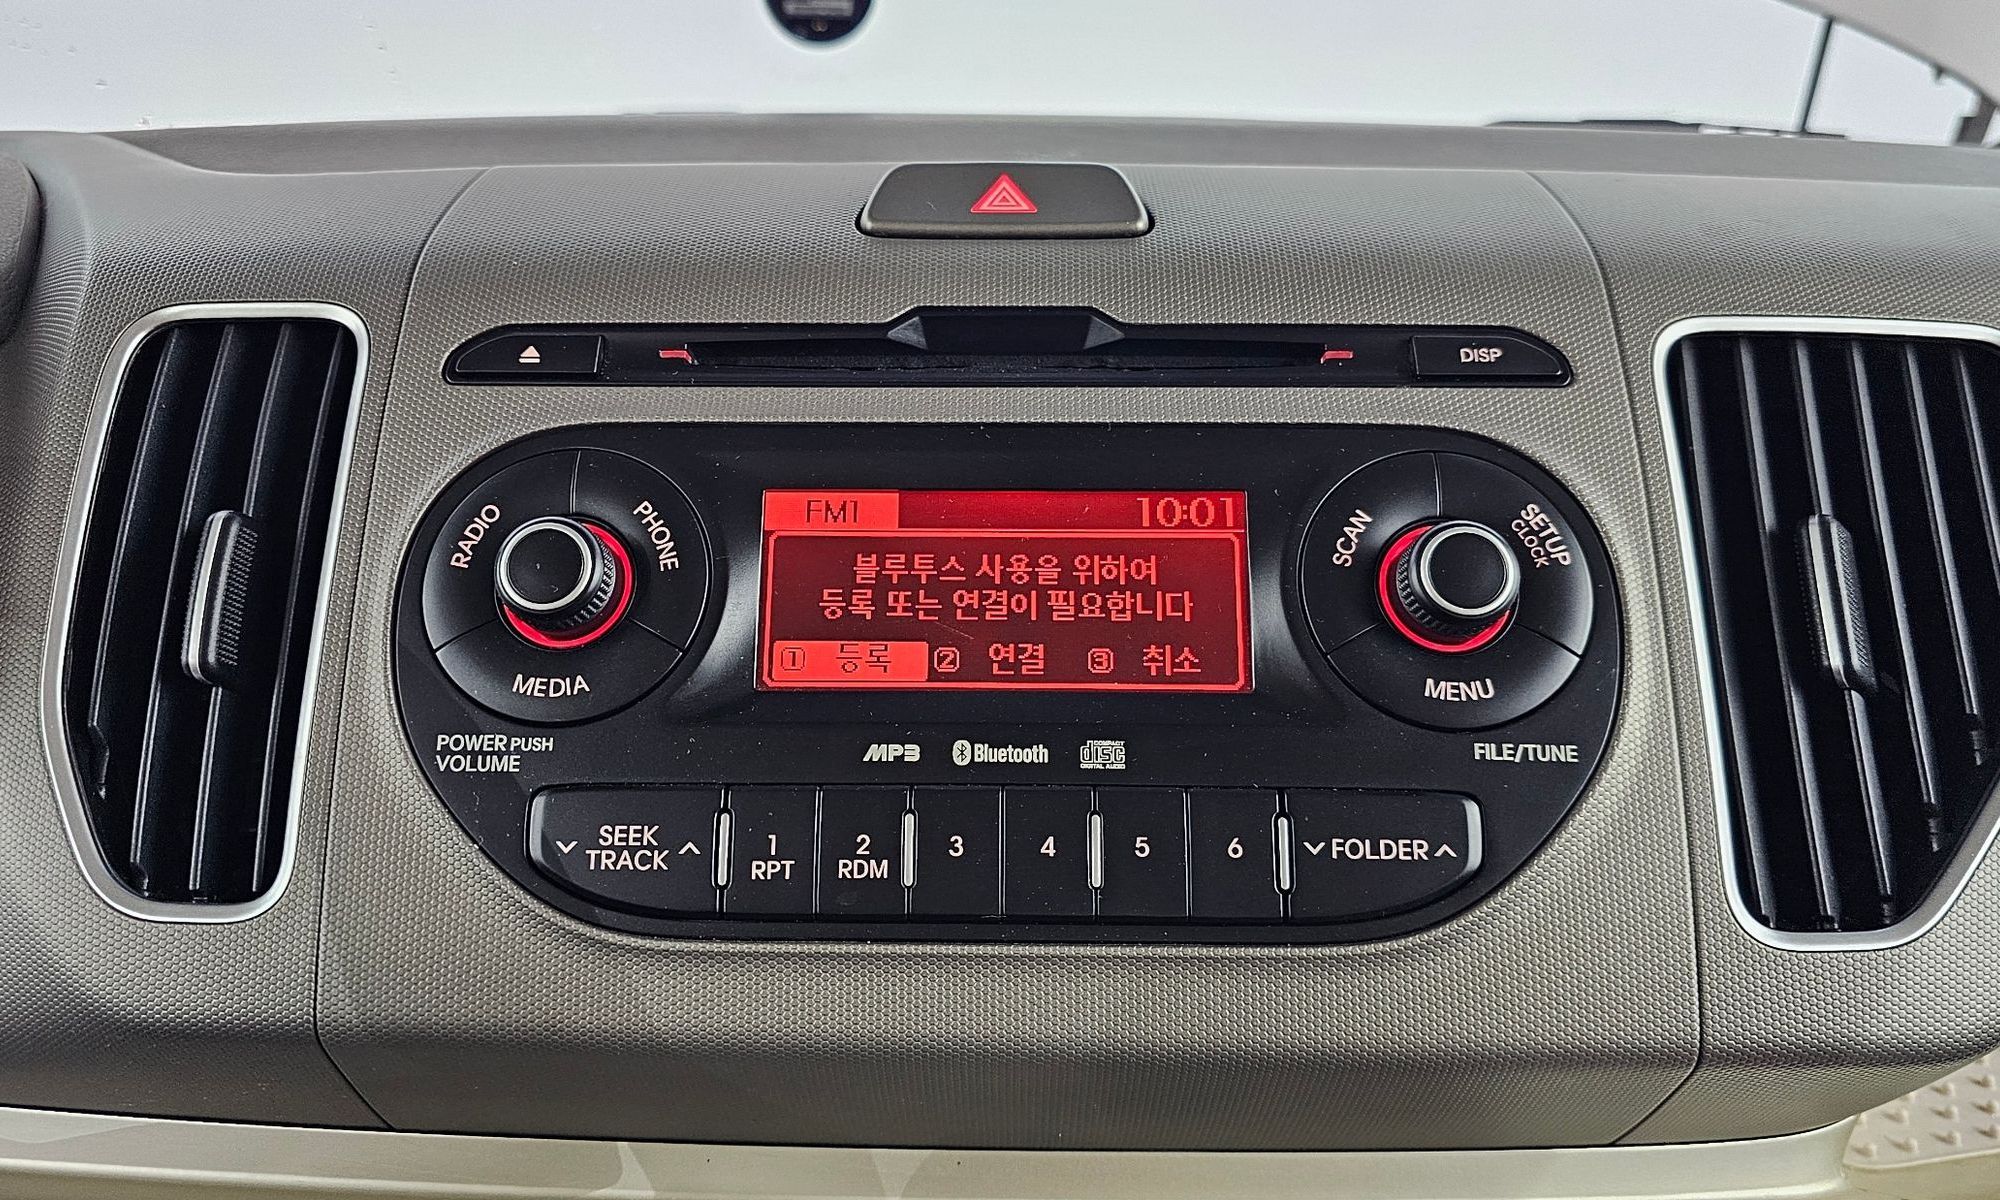 DISP
RADIO
PHONE
MEDIA
POWER PUSH
VOLUME
FM1 10:01
블루투스 사용을 위하여
등록 또는 연결이 필요합니다
1 등록 2 연결 3 취소
SCAN
SETUP
CLOCK
MENU
FILE/TUNE
MP3 Bluetooth COMPACT disc DIGITAL AUDIO
SEEK
TRACK
1
RPT
2
RDM
3
4
5
6
FOLDER